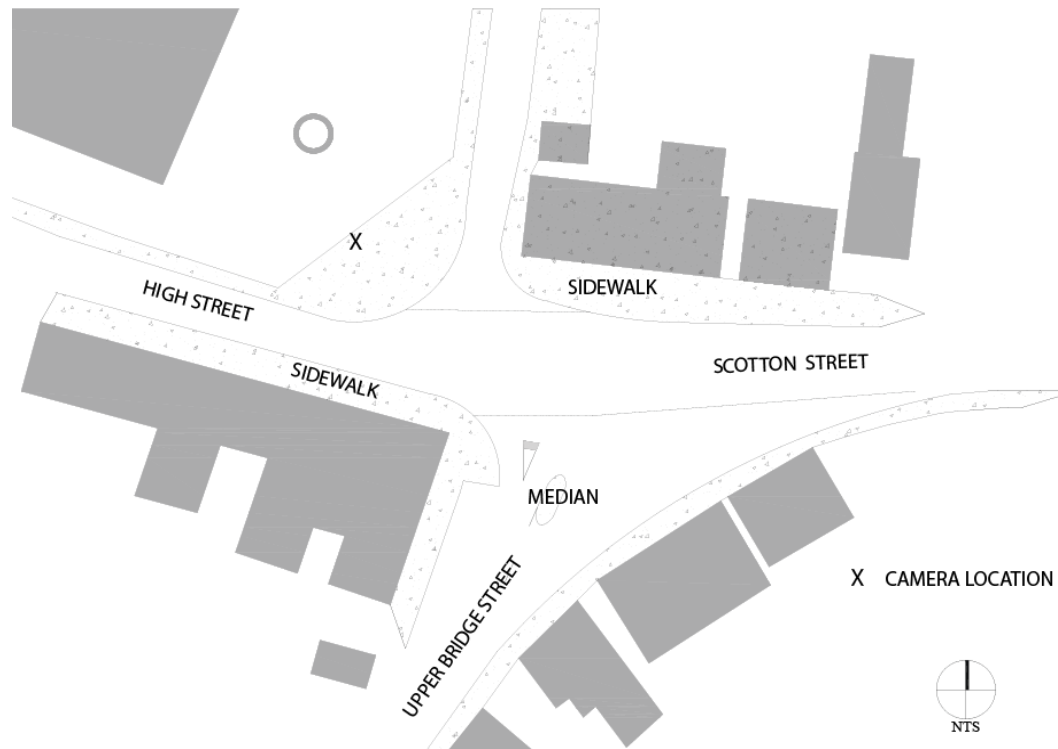 X
HIGH STREET
SIDEWALK
SIDEWALK
SCOTTON STREET
MEDIAN
UPPER BRIDGE STREET
X CAMERA LOCATION
NTS